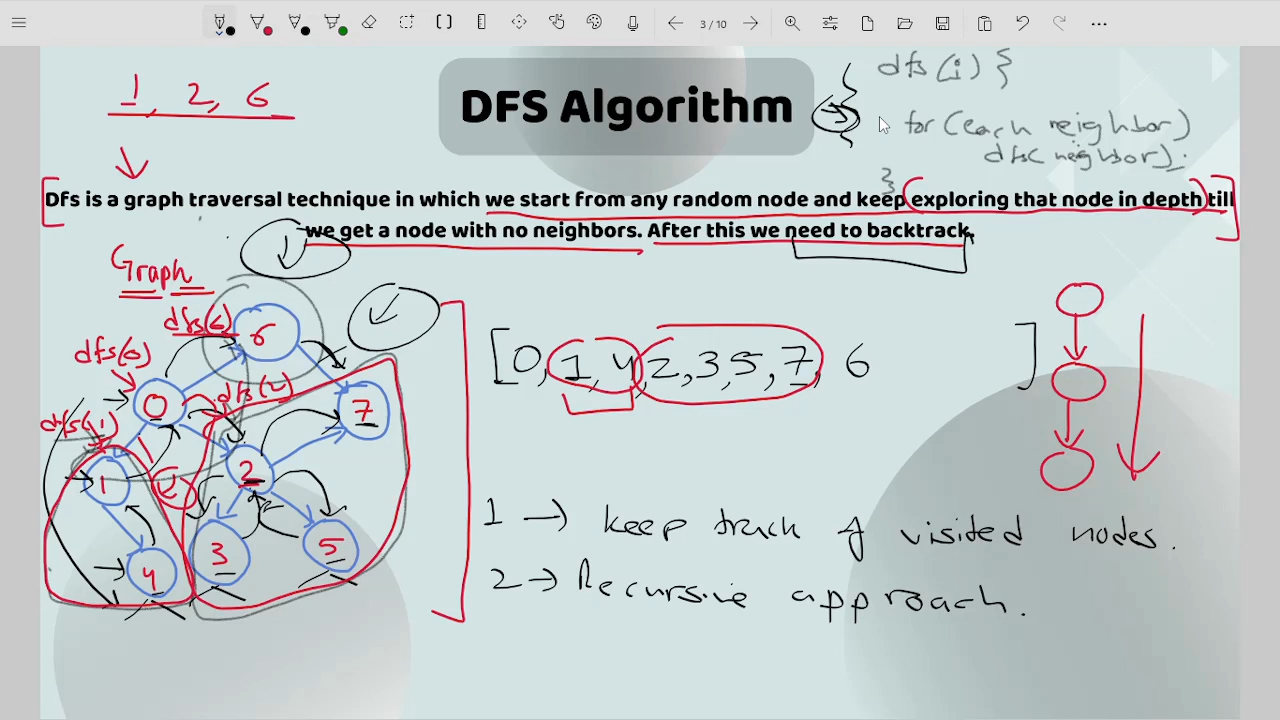 3 / 10
1, 2, 6
DFS Algorithm
dfs(i) }
for(each neighbor)
dfs(neighbor).
}
Dfs is a graph traversal technique in which we start from any random node and keep exploring that node in depth till
we get a node with no neighbors. After this we need to backtrack.
Graph
dfs(6)
6
dfs(0)
0
dfs(2)
7
dfs(1)
1
2
4
3
5
[0, 1, 4, 2, 3, 5, 7, 6 ]
1 → keep track of visited nodes.
2 → Recursive approach.